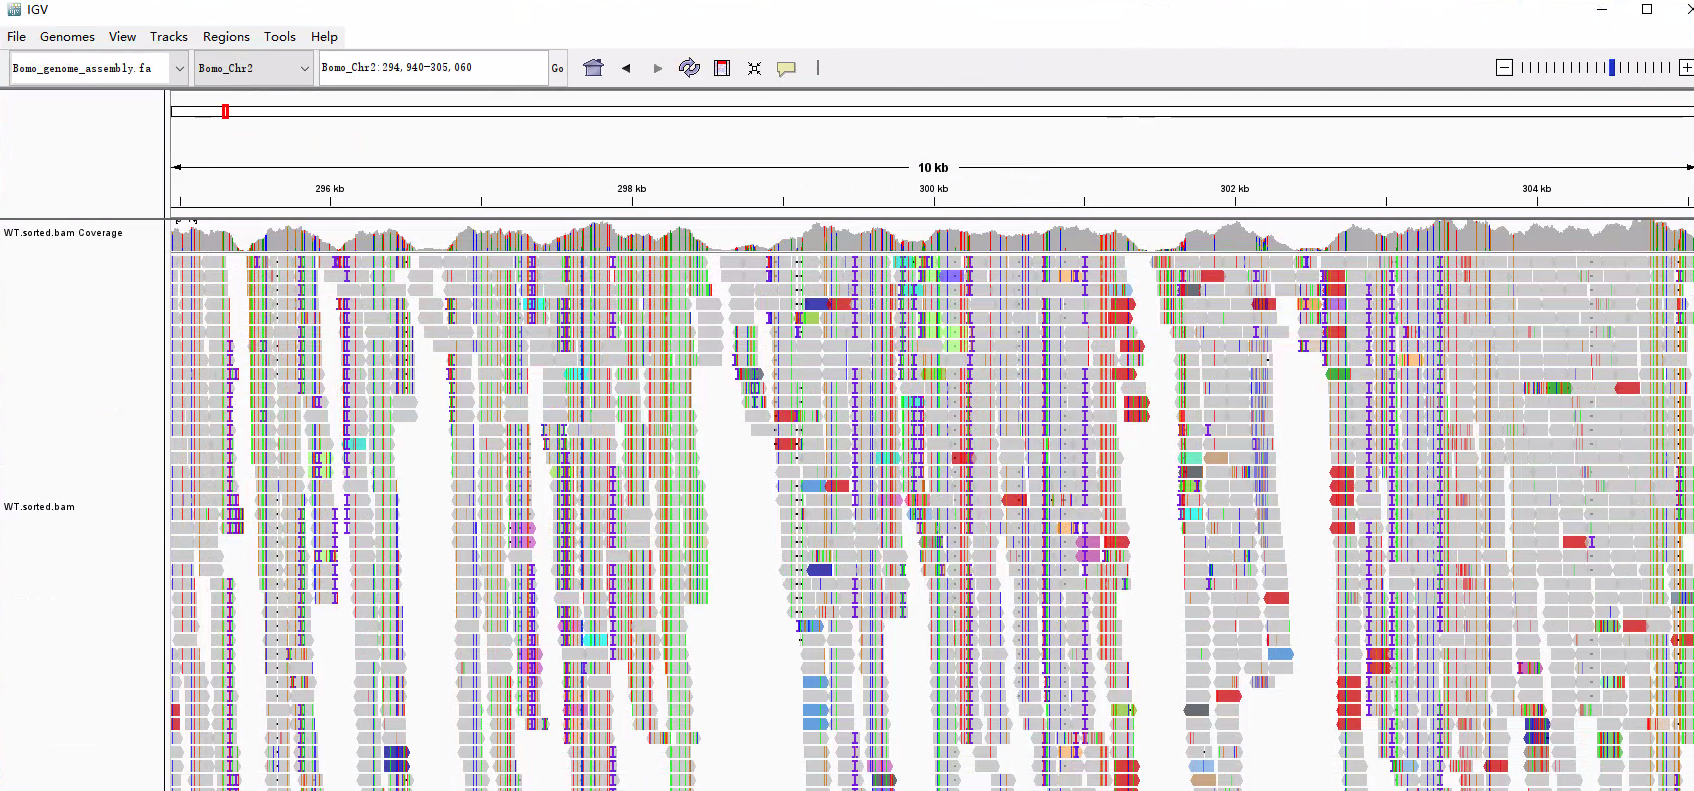 IGV
File Genomes View Tracks Regions Tools Help
Bomo_genome_assembly.fa Bomo_Chr2 Bomo_Chr2:294,940-305,060 Go
10 kb
296 kb 298 kb 300 kb 302 kb 304 kb
WT.sorted.bam Coverage
WT.sorted.bam